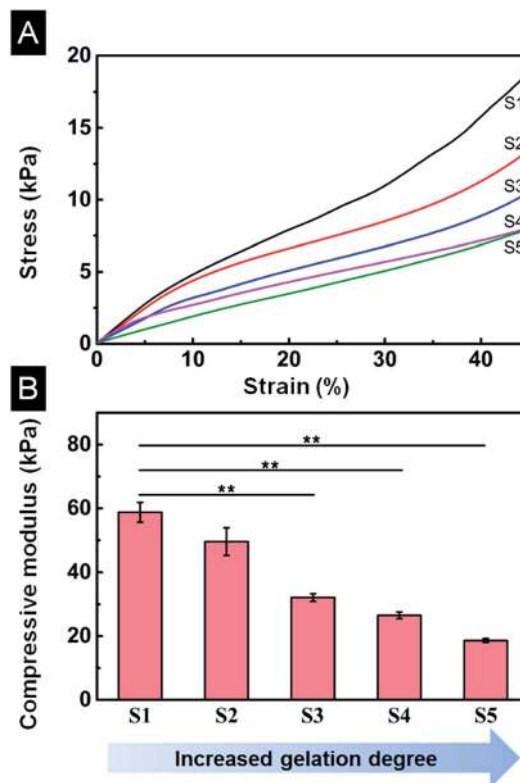 A
20
15
10
5
0
Stress (kPa)
S1
S2
S3
S4
S5
0 10 20 30 40
Strain (%)
B
80
60
40
20
0
Compressive modulus (kPa)
**
**
**
S1 S2 S3 S4 S5
Increased gelation degree